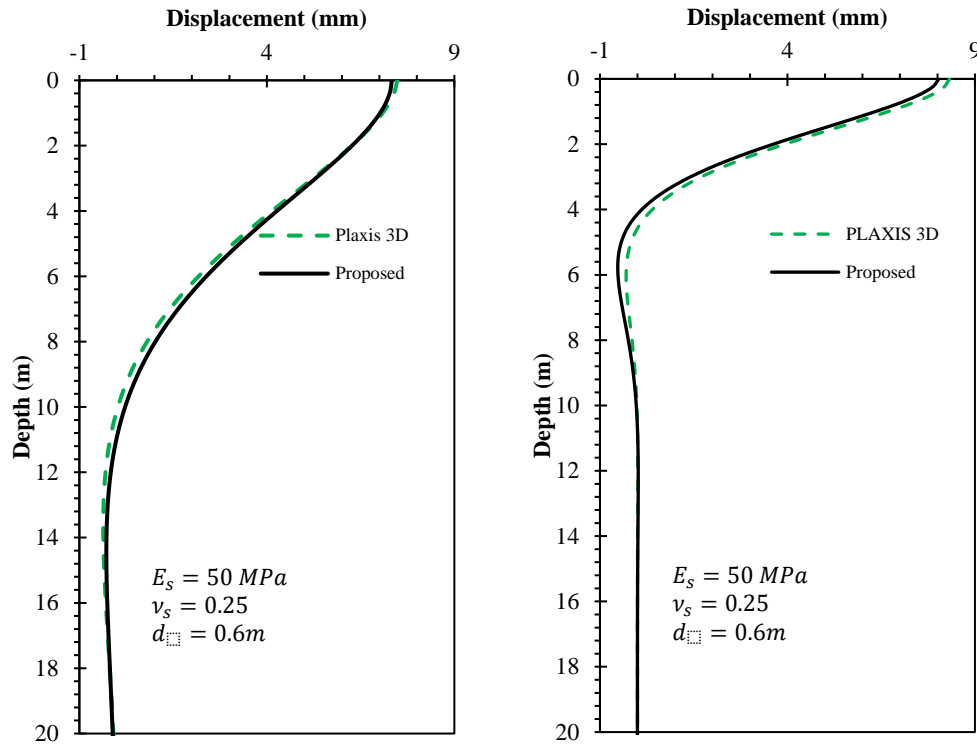 Displacement (mm)
-1 4 9
0
2
4
6
8
10
12
14
16
18
20
Depth (m)
Plaxis 3D
Proposed
E_s = 50 MPa
ν_s = 0.25
d_⬚ = 0.6m
Displacement (mm)
-1 4 9
0
2
4
6
8
10
12
14
16
18
20
Depth (m)
PLAXIS 3D
Proposed
E_s = 50 MPa
ν_s = 0.25
d_⬚ = 0.6m